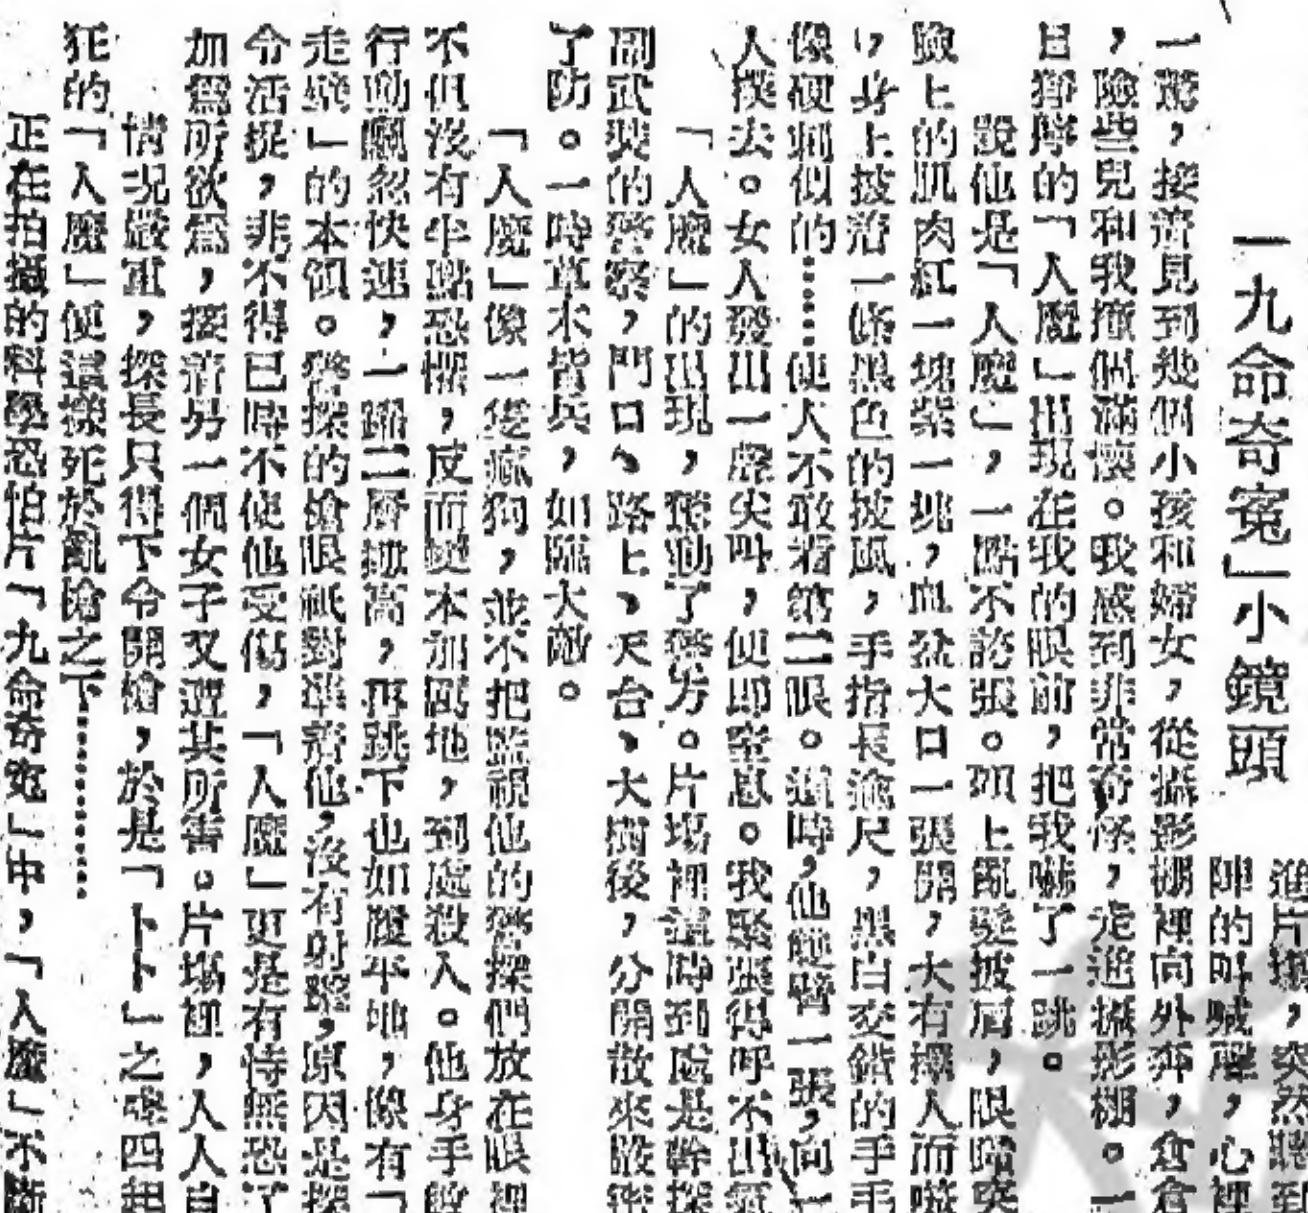 「九命奇冤」小鏡頭
進片場，突然聽到
陣的叫喊聲，心裡
一驚，接着見到幾個小孩和婦女，從攝影棚裡向外奔，倉倉
，險些兒和我撞個滿懷。我感到非常奇怪，走進攝影棚。一
目猙獰的「人魔」出現在我的眼前，把我嚇了一跳。
說他是「人魔」，一點不誇張。頭上亂髮披肩，眼睛突
臉上的肌肉紅一塊紫一塊，血盆大口一張開，大有擇人而噬
，身上披着一條黑色的披風，手指長逾尺，黑白交錯的手毛
像硬刺似的……使人不敢看第二眼。這時，他雙臂一張，向一
人撲去。女人發出一聲尖叫，便即窒息。我緊張得呼不出氣
「人魔」的出現，驚動了警方。片場裡這時到處是幹探
副武裝的警察，門口、路上、天台、大樹後，分開散來嚴密
了防。一時草木皆兵，如臨大敵。
「人魔」像一隻瘋狗，並不把監視他的警探們放在眼裡
不但沒有半點恐懼，反而變本加厲地，到處殺人。他身手
行動飄忽快速，一躍二層樓高，再跳下也如履平地，像有「
走壁」的本領。警探的槍眼祇對準着他，沒有射擊，原因是探
令活捉，非不得已時不使他受傷，「人魔」更是有恃無恐了
加爲所欲爲，接着另一個女子又遭其所害。片場裡，人人自
情況嚴重，探長只得下令開槍，於是「卜卜」之聲四起
狂的「人魔」便這樣死於亂槍之下…………
正在拍攝的科學恐怖片「九命奇冤」中，「人魔」不斷